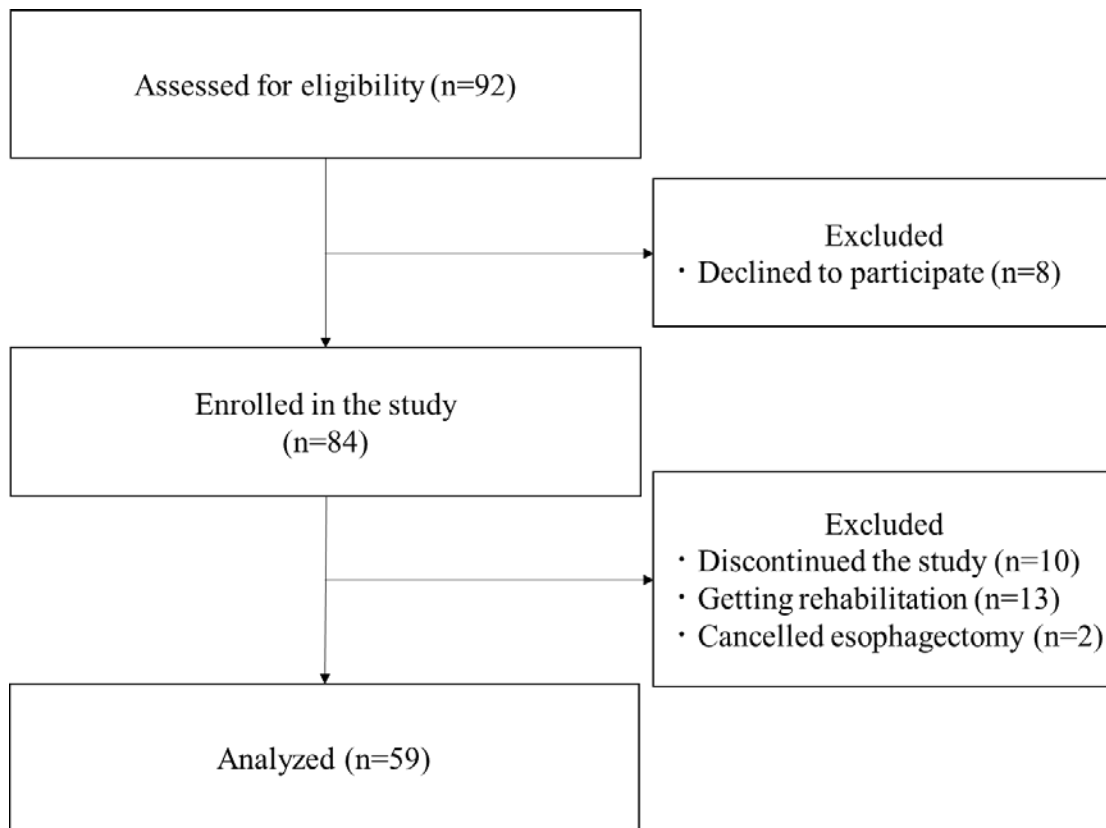 Assessed for eligibility (n=92)
Excluded
・Declined to participate (n=8)
Enrolled in the study
(n=84)
Excluded
・Discontinued the study (n=10)
・Getting rehabilitation (n=13)
・Cancelled esophagectomy (n=2)
Analyzed (n=59)